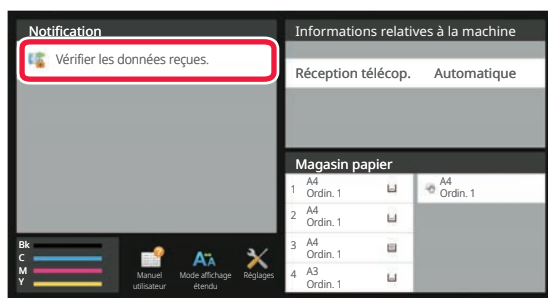 Notification
Vérifier les données reçues.
Informations relatives à la machine
Réception télécop. Automatique
Magasin papier
1 A4
Ordin. 1
A4
Ordin. 1
2 A4
Ordin. 1
3 A4
Ordin. 1
4 A3
Ordin. 1
Bk
C
M
Y
Manuel
utilisateur
Mode affichage
étendu
Réglages